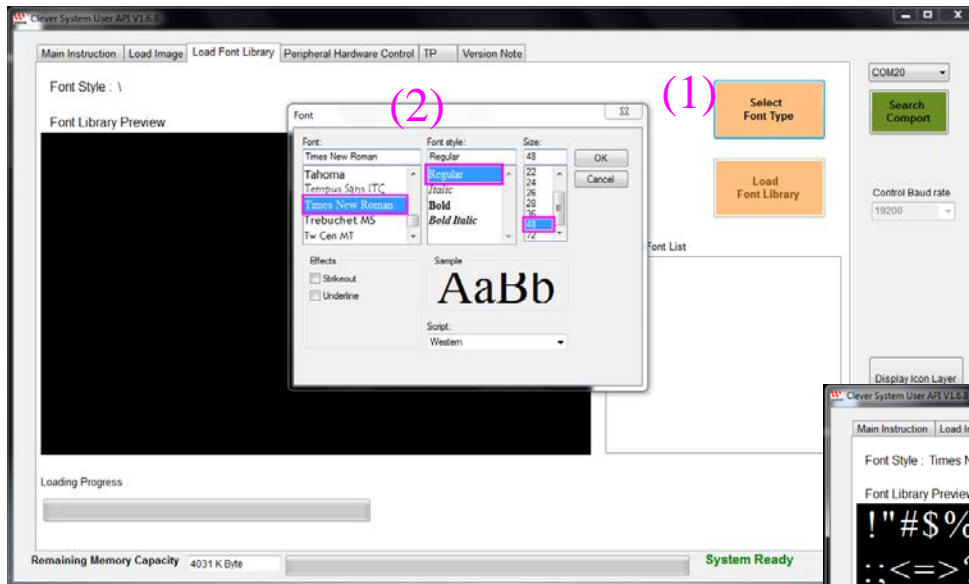 Clever System User API V1.6.8
Main Instruction Load Image Load Font Library Peripheral Hardware Control TP Version Note
Font Style : \
Font Library Preview
(1)
Select
Font Type
Load
Font Library
COM20
Search
Comport
Control Baud rate
19200
(2)
Font
Font: Font style: Size:
Times New Roman Regular 48
OK
Cancel
Tahoma
Tempus Sans ITC
Times New Roman
Trebuchet MS
Tw Cen MT
Regular
Italic
Bold
Bold Italic
22
24
26
28
36
48
72
Effects
Strikeout
Underline
Sample
AaBb
Script:
Western
Font List
Display Icon Layer
Loading Progress
Remaining Memory Capacity 4031 K Byte
System Ready
Clever System User API V1.6.8
Main Instruction Load I
Font Style : Times N
Font Library Preview
!"#$%
:;<=>